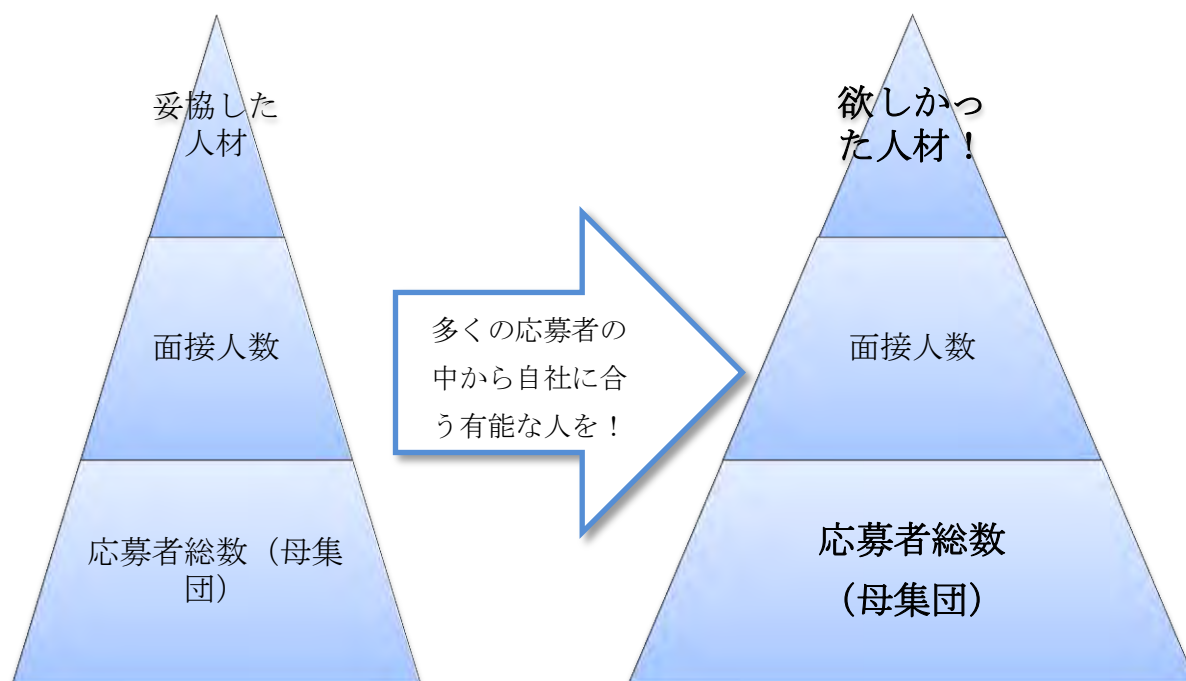 妥協した
人材
面接人数
応募者総数（母集
団）
多くの応募者の
中から自社に合
う有能な人を！
欲しかっ
た人材！
面接人数
応募者総数
（母集団）